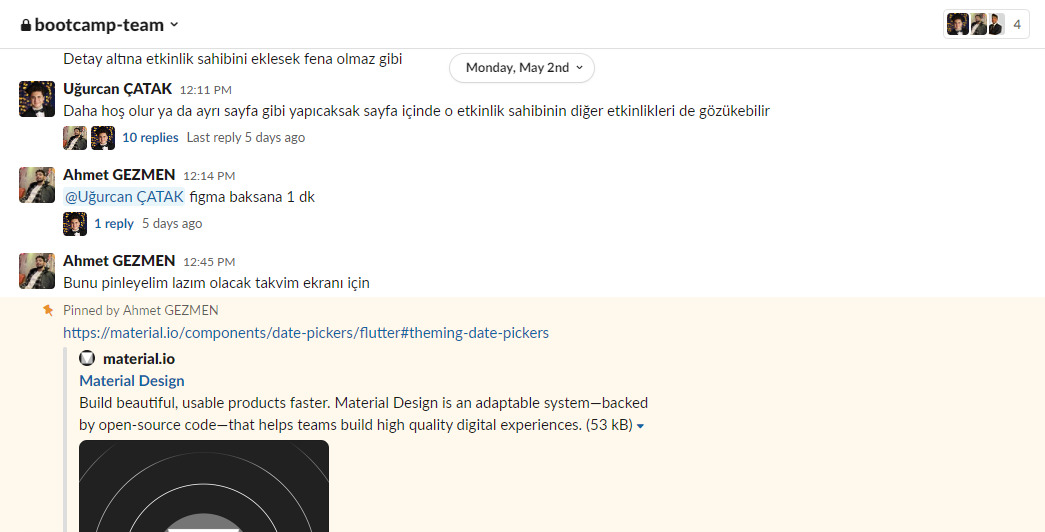 bootcamp-team
4
Detay altına etkinlik sahibini eklesek fena olmaz gibi
Monday, May 2nd
Uğurcan ÇATAK 12:11 PM
Daha hoş olur ya da ayrı sayfa gibi yapıcaksak sayfa içinde o etkinlik sahibinin diğer etkinlikleri de gözükebilir
10 replies Last reply 5 days ago
Ahmet GEZMEN 12:14 PM
@Uğurcan ÇATAK figma baksana 1 dk
1 reply 5 days ago
Ahmet GEZMEN 12:45 PM
Bunu pinleyelim lazım olacak takvim ekranı için
Pinned by Ahmet GEZMEN
https://material.io/components/date-pickers/flutter#theming-date-pickers
material.io
Material Design
Build beautiful, usable products faster. Material Design is an adaptable system—backed
by open-source code—that helps teams build high quality digital experiences. (53 kB)